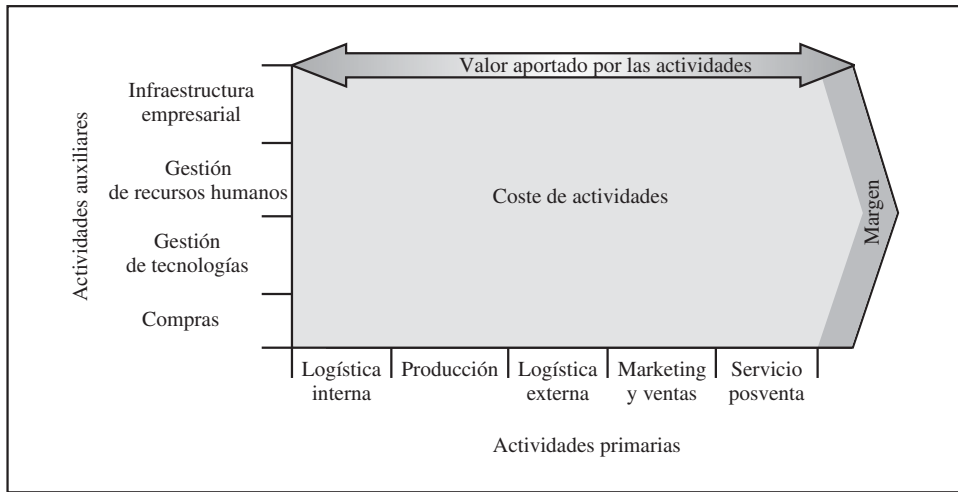 Valor aportado por las actividades
Actividades auxiliares
Infraestructura
empresarial
Gestión
de recursos humanos
Gestión
de tecnologías
Compras
Coste de actividades
Margen
Logística
interna
Producción
Logística
externa
Marketing
y ventas
Servicio
posventa
Actividades primarias